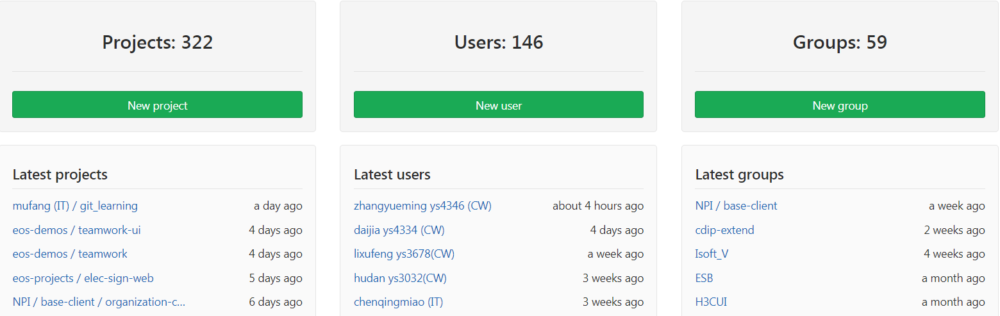 Projects: 322
New project
Users: 146
New user
Groups: 59
New group
Latest projects
mufang (IT) / git_learning a day ago
eos-demos / teamwork-ui 4 days ago
eos-demos / teamwork 4 days ago
eos-projects / elec-sign-web 5 days ago
NPI / base-client / organization-c... 6 days ago
Latest users
zhangyueming ys4346 (CW) about 4 hours ago
daijia ys4334 (CW) 4 days ago
lixufeng ys3678(CW) a week ago
hudan ys3032(CW) 3 weeks ago
chenqingmiao (IT) 3 weeks ago
Latest groups
NPI / base-client a week ago
cdip-extend 2 weeks ago
Isoft_V 4 weeks ago
ESB a month ago
H3CUI a month ago